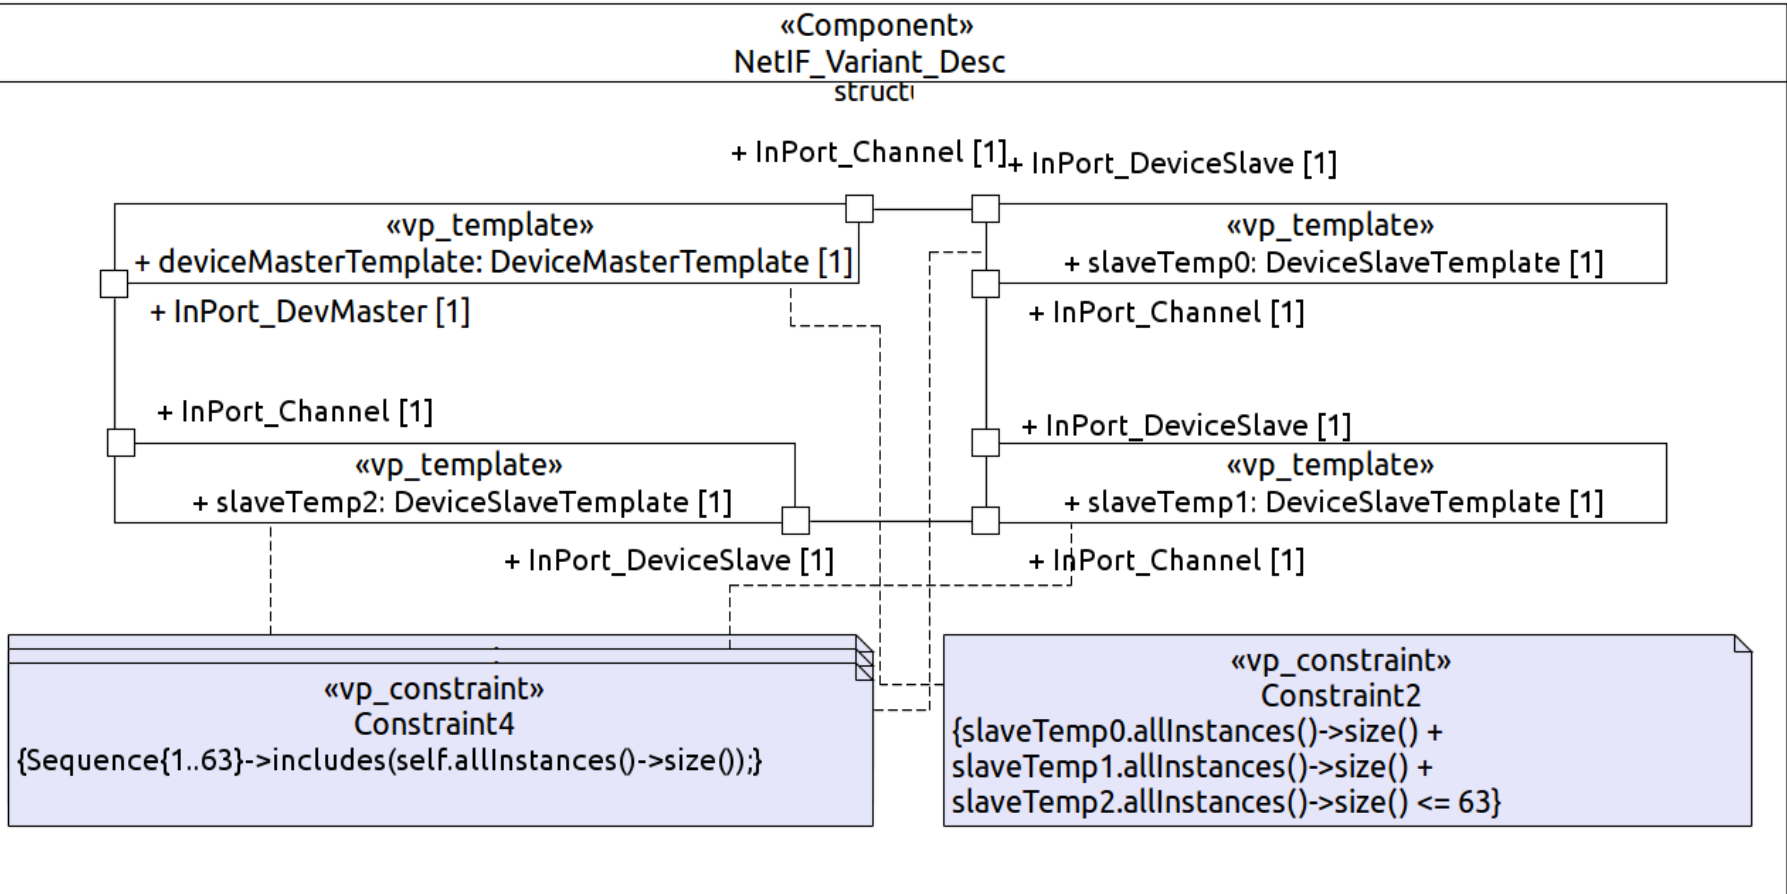 «Component»
NetIF_Variant_Desc
+ InPort_Channel [1]
+ InPort_DeviceSlave [1]
«vp_template»
+ deviceMasterTemplate: DeviceMasterTemplate [1]
«vp_template»
+ slaveTemp0: DeviceSlaveTemplate [1]
+ InPort_DevMaster [1]
+ InPort_Channel [1]
+ InPort_Channel [1]
+ InPort_DeviceSlave [1]
«vp_template»
+ slaveTemp2: DeviceSlaveTemplate [1]
«vp_template»
+ slaveTemp1: DeviceSlaveTemplate [1]
+ InPort_DeviceSlave [1]
+ InPort_Channel [1]
«vp_constraint»
Constraint4
{Sequence{1..63}->includes(self.allInstances()->size());}
«vp_constraint»
Constraint2
{slaveTemp0.allInstances()->size() +
slaveTemp1.allInstances()->size() +
slaveTemp2.allInstances()->size() <= 63}